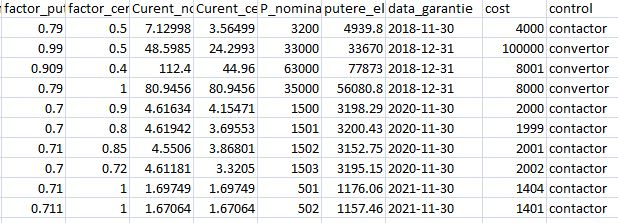 factor_put factor_cer Curent_no Curent_ce P_nomina putere_el data_garantie cost control
0.79 0.5 7.12998 3.56499 3200 4939.8 2018-11-30 4000 contactor
0.99 0.5 48.5985 24.2993 33000 33670 2018-12-31 100000 convertor
0.909 0.4 112.4 44.96 63000 77873 2018-12-31 8001 convertor
0.79 1 80.9456 80.9456 35000 56080.8 2018-12-31 8000 convertor
0.7 0.9 4.61634 4.15471 1500 3198.29 2020-11-30 2000 contactor
0.7 0.8 4.61942 3.69553 1501 3200.43 2020-11-30 1999 contactor
0.71 0.85 4.5506 3.86801 1502 3152.75 2020-11-30 2001 contactor
0.7 0.72 4.61181 3.3205 1503 3195.15 2020-11-30 2002 contactor
0.71 1 1.69749 1.69749 501 1176.06 2021-11-30 1404 contactor
0.711 1 1.67064 1.67064 502 1157.46 2021-11-30 1401 contactor